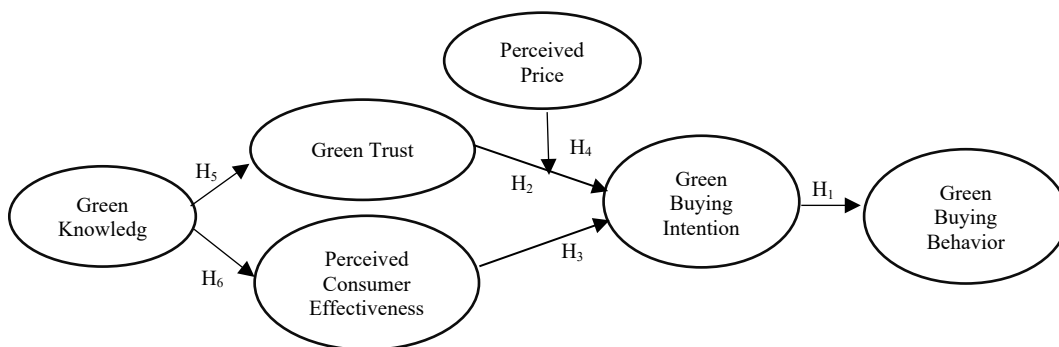 Perceived
Price
Green Trust
H4
H5
H2
Green
Knowledg
Green
Buying
Intention
H1
Green
Buying
Behavior
H6
Perceived
Consumer
Effectiveness
H3